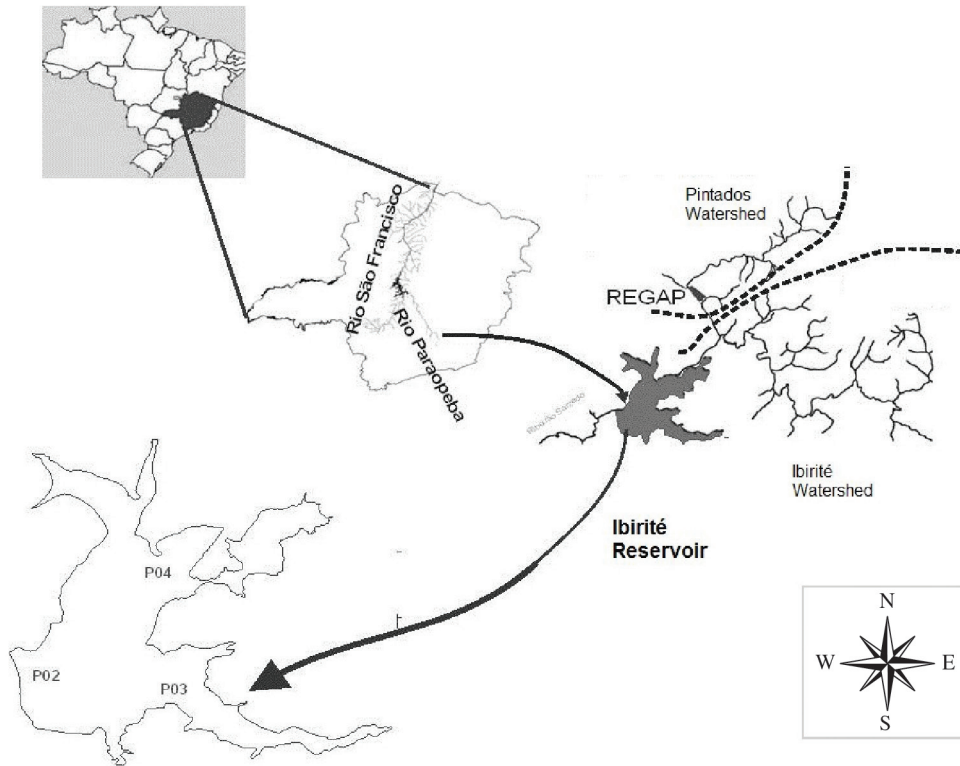 Pintados
Watershed
Rio São Francisco
REGAP
Rio Paraopeba
Ibirité
Watershed
Ibirité
Reservoir
P04
P02
P03
N
W
E
S